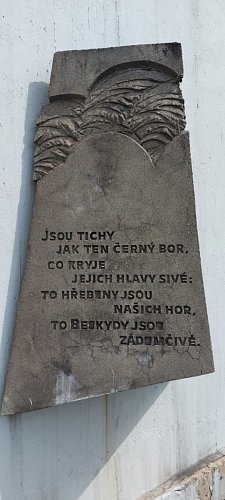 JSOU TICHY
JAK TEN ČERNÝ BOR,
CO KRYJE
JEJICH HLAVY SIVÉ:
TO HŘEBENY JSOU
NAŠICH HOR,
TO BESKYDY JSOU
ZÁDUMČIVÉ.